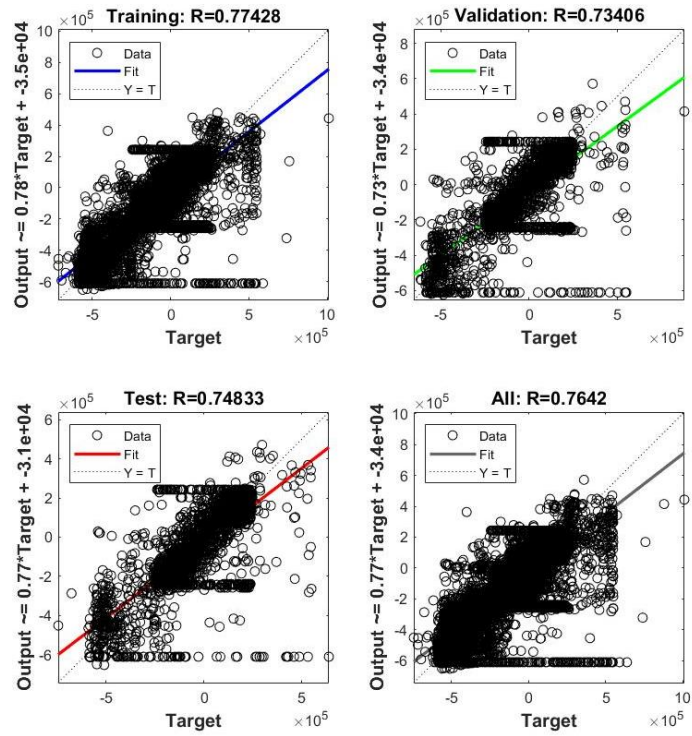 Training: R=0.77428
×10^5
Data
Fit
Y = T
10
8
6
4
2
0
-2
-4
-6
Output ~= 0.78*Target + -3.5e+04
-5 0 5 10
×10^5
Target
Validation: R=0.73406
×10^5
Data
Fit
Y = T
8
6
4
2
0
-2
-4
-6
Output ~= 0.73*Target + -3.4e+04
-5 0 5
×10^5
Target
Test: R=0.74833
×10^5
Data
Fit
Y = T
6
4
2
0
-2
-4
-6
Output ~= 0.77*Target + -3.1e+04
-5 0 5
×10^5
Target
All: R=0.7642
×10^5
Data
Fit
Y = T
10
8
6
4
2
0
-2
-4
-6
Output ~= 0.77*Target + -3.4e+04
-5 0 5 10
×10^5
Target